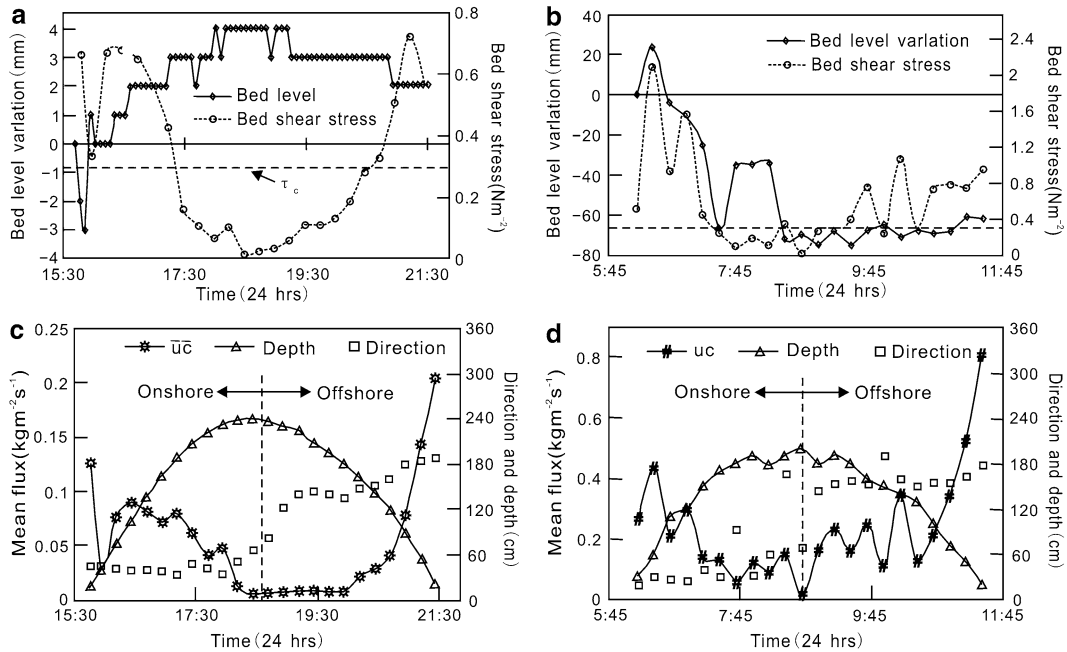 a
Bed level variation (mm)
4
3
2
1
0
−1
−2
−3
−4
0.8
0.6
0.4
0.2
0
Bed shear stress(Nm⁻²)
Bed level
Bed shear stress
τc
15:30 17:30 19:30 21:30
Time (24 hrs)
b
Bed level variation (mm)
40
20
0
−20
−40
−60
−80
2.4
2
1.6
1.2
0.8
0.4
0
Bed shear stress(Nm⁻²)
Bed level varlation
Bed shear stress
5:45 7:45 9:45 11:45
Time (24 hrs)
c
Mean flux(kgm⁻²s⁻¹)
0.25
0.2
0.15
0.1
0.05
0
360
300
240
180
120
60
0
Direction and depth (cm)
uc Depth Direction
Onshore Offshore
15:30 17:30 19:30 21:30
Time (24 hrs)
d
Mean flux(kgm⁻²s⁻¹)
0.8
0.6
0.4
0.2
0
360
300
240
180
120
60
0
Direction and depth (cm)
uc Depth Direction
Onshore Offshore
5:45 7:45 9:45 11:45
Time (24 hrs)